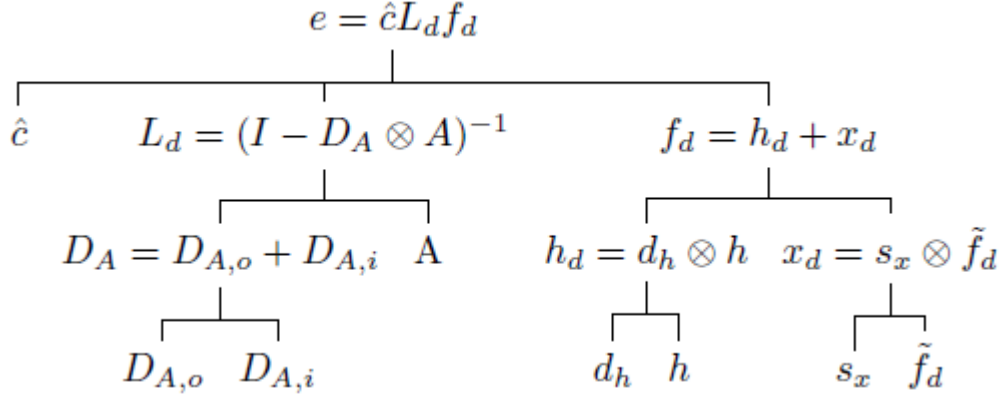 e = ĉL_d f_d
ĉ L_d = (I − D_A ⊗ A)^{−1} f_d = h_d + x_d
D_A = D_{A,o} + D_{A,i} A h_d = d_h ⊗ h x_d = s_x ⊗ f̃_d
D_{A,o} D_{A,i} d_h h s_x f̃_d